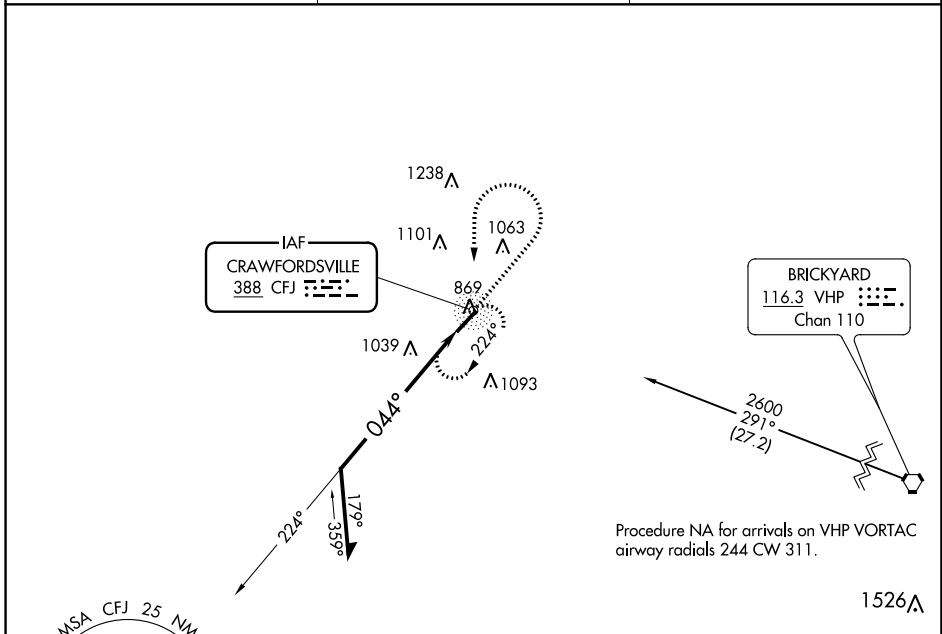 1238
1101
1063
IAF
CRAWFORDSVILLE
388 CFJ
869
BRICKYARD
116.3 VHP
Chan 110
1039
224°
1093
044°
2600
291°
(27.2)
179°
359°
224°
Procedure NA for arrivals on VHP VORTAC
airway radials 244 CW 311.
1526
MSA CFJ 25 NM